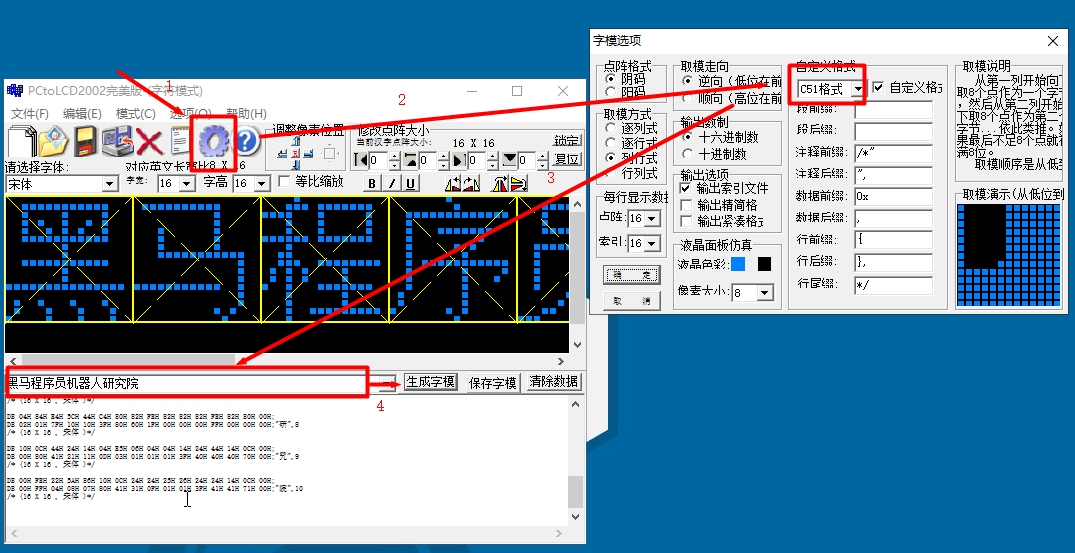 PCtoLCD2002完美版 (字符模式)
1
文件(F) 编辑(E) 模式(C) 选项(O) 帮助(H)
2
调整像素位置
修改点阵大小
当前汉字点阵大小: 16 X 16
锁定
复位
0 0 0 0
3
请选择字体: 对应英文长宽比8 X 16
宋体
字宽: 16
字高 16
等比缩放
B I U
黑马程序员机器人研究院
生成字模
保存字模
清除数据
4
/* (16 X 16 , 宋体 )*/
DB 04H 84H E4H 5CH 44H C4H 80H 82H FEH 82H 82H 82H FEH 82H 80H 00H;"研",8
DB 02H 01H 7FH 10H 10H 3FH 80H 60H 1FH 00H 00H 00H FFH 00H 00H 00H;
/* (16 X 16 , 宋体 )*/
DB 10H 0CH 44H 24H 14H 04H E5H 06H 04H 04H 14H 24H 44H 14H 0CH 00H;
DB 00H 80H 41H 21H 11H 0DH 03H 01H 01H 01H 3FH 40H 40H 40H 70H 00H;"究",9
/* (16 X 16 , 宋体 )*/
DB 00H FEH 22H 5AH 86H 10H 0CH 24H 24H 25H 26H 24H 24H 14H 0CH 00H;
DB 00H FFH 04H 08H 07H 80H 41H 31H 0FH 01H 01H 3FH 41H 41H 71H 00H;"院",10
/* (16 X 16 , 宋体 )*/
字模选项
点阵格式
阴码
阳码
取模方式
逐列式
逐行式
列行式
行列式
每行显示数据
点阵: 16
索引: 16
确 定
取 消
取模走向
逆向(低位在前
顺向(高位在前
输出数制
十六进制数
十进制数
输出选项
输出索引文件
输出精简格
输出紧凑格式
液晶面板仿真
液晶色彩:
像素大小: 8
自定义格式
C51格式
自定义格式
段前缀:
段后缀:
注释前缀: /*"
注释后缀: ",
数据前缀: 0x
数据后缀: ,
行前缀: {
行后缀: },
行尾缀: */
取模说明
从第一列开始向下
取8个点作为一个字节
,然后从第二列开始
下取8个点作为第二个
字节...依此类推。如
果最后不足8个点就补
满8位。
取模顺序是从低到
取模演示(从低位到